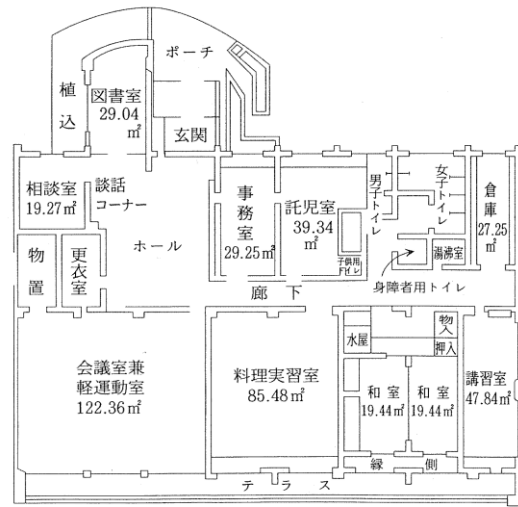 ポーチ
植込
図書室
29.04
㎡
玄関
相談室
19.27㎡
談話
コーナー
ホール
事務室
29.25㎡
託児室
39.34
㎡
男子トイレ
女子トイレ
倉庫
27.25
㎡
湯沸室
子供用
トイレ
身障者用トイレ
物置
更衣室
廊下
会議室兼
軽運動室
122.36㎡
料理実習室
85.48㎡
水屋
物入
押入
和室
19.44㎡
和室
19.44㎡
講習室
47.84㎡
縁側
テラス